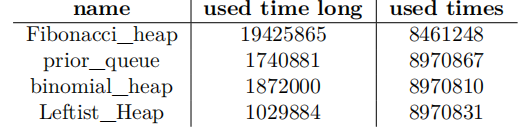 name used time long used times
Fibonacci_heap 19425865 8461248
prior_queue 1740881 8970867
binomial_heap 1872000 8970810
Leftist_Heap 1029884 8970831